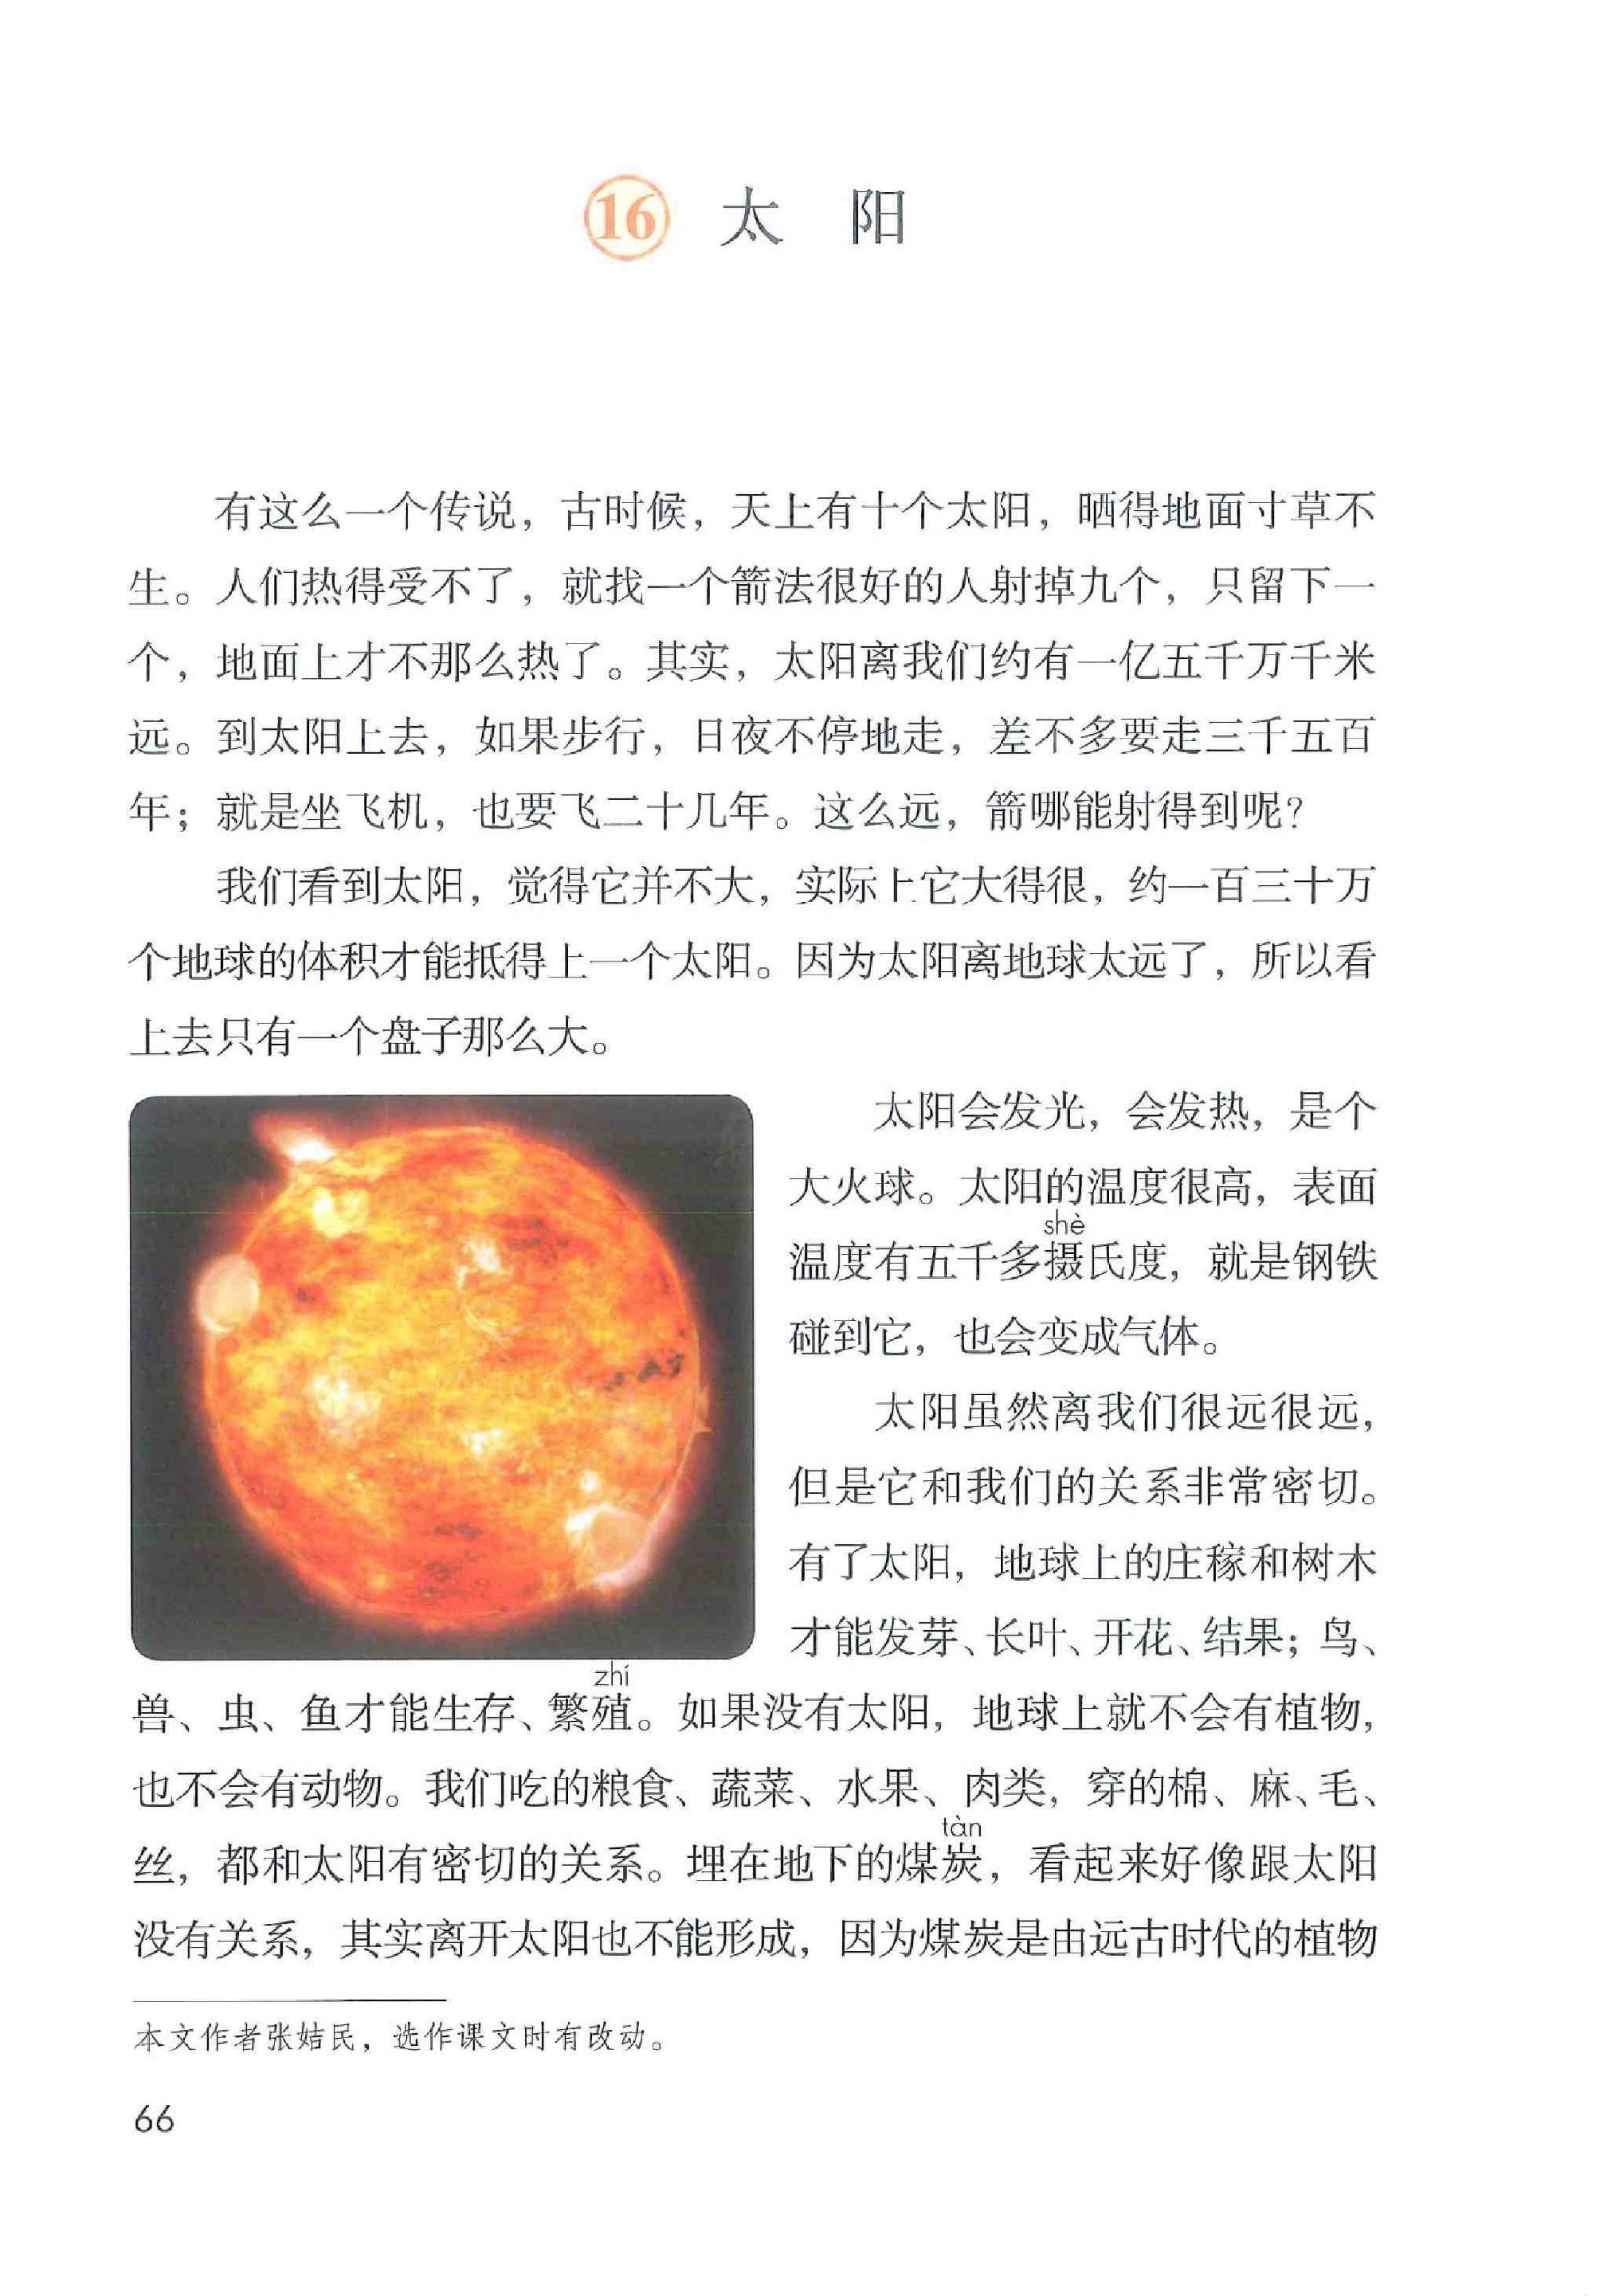 16 太 阳
有这么一个传说，古时候，天上有十个太阳，晒得地面寸草不
生。人们热得受不了，就找一个箭法很好的人射掉九个，只留下一
个，地面上才不那么热了。其实，太阳离我们约有一亿五千万千米
远。到太阳上去，如果步行，日夜不停地走，差不多要走三千五百
年；就是坐飞机，也要飞二十几年。这么远，箭哪能射得到呢？
我们看到太阳，觉得它并不大，实际上它大得很，约一百三十万
个地球的体积才能抵得上一个太阳。因为太阳离地球太远了，所以看
上去只有一个盘子那么大。
太阳会发光，会发热，是个
大火球。太阳的温度很高，表面
shè
温度有五千多摄氏度，就是钢铁
碰到它，也会变成气体。
太阳虽然离我们很远很远，
但是它和我们的关系非常密切。
有了太阳，地球上的庄稼和树木
才能发芽、长叶、开花、结果；鸟、
zhí
兽、虫、鱼才能生存、繁殖。如果没有太阳，地球上就不会有植物，
也不会有动物。我们吃的粮食、蔬菜、水果、肉类，穿的棉、麻、毛、
tàn
丝，都和太阳有密切的关系。埋在地下的煤炭，看起来好像跟太阳
没有关系，其实离开太阳也不能形成，因为煤炭是由远古时代的植物
本文作者张姞民，选作课文时有改动。
66